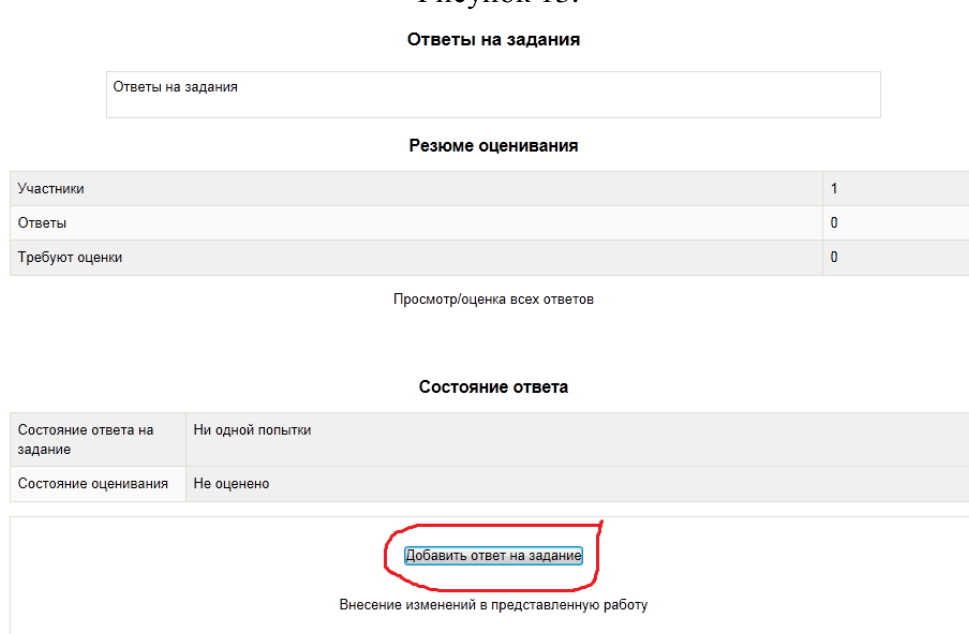 Рисунок 15.
Ответы на задания
Ответы на задания
Резюме оценивания
Участники 1
Ответы 0
Требуют оценки 0
Просмотр/оценка всех ответов
Состояние ответа
Состояние ответа на задание Ни одной попытки
Состояние оценивания Не оценено
Добавить ответ на задание
Внесение изменений в представленную работу